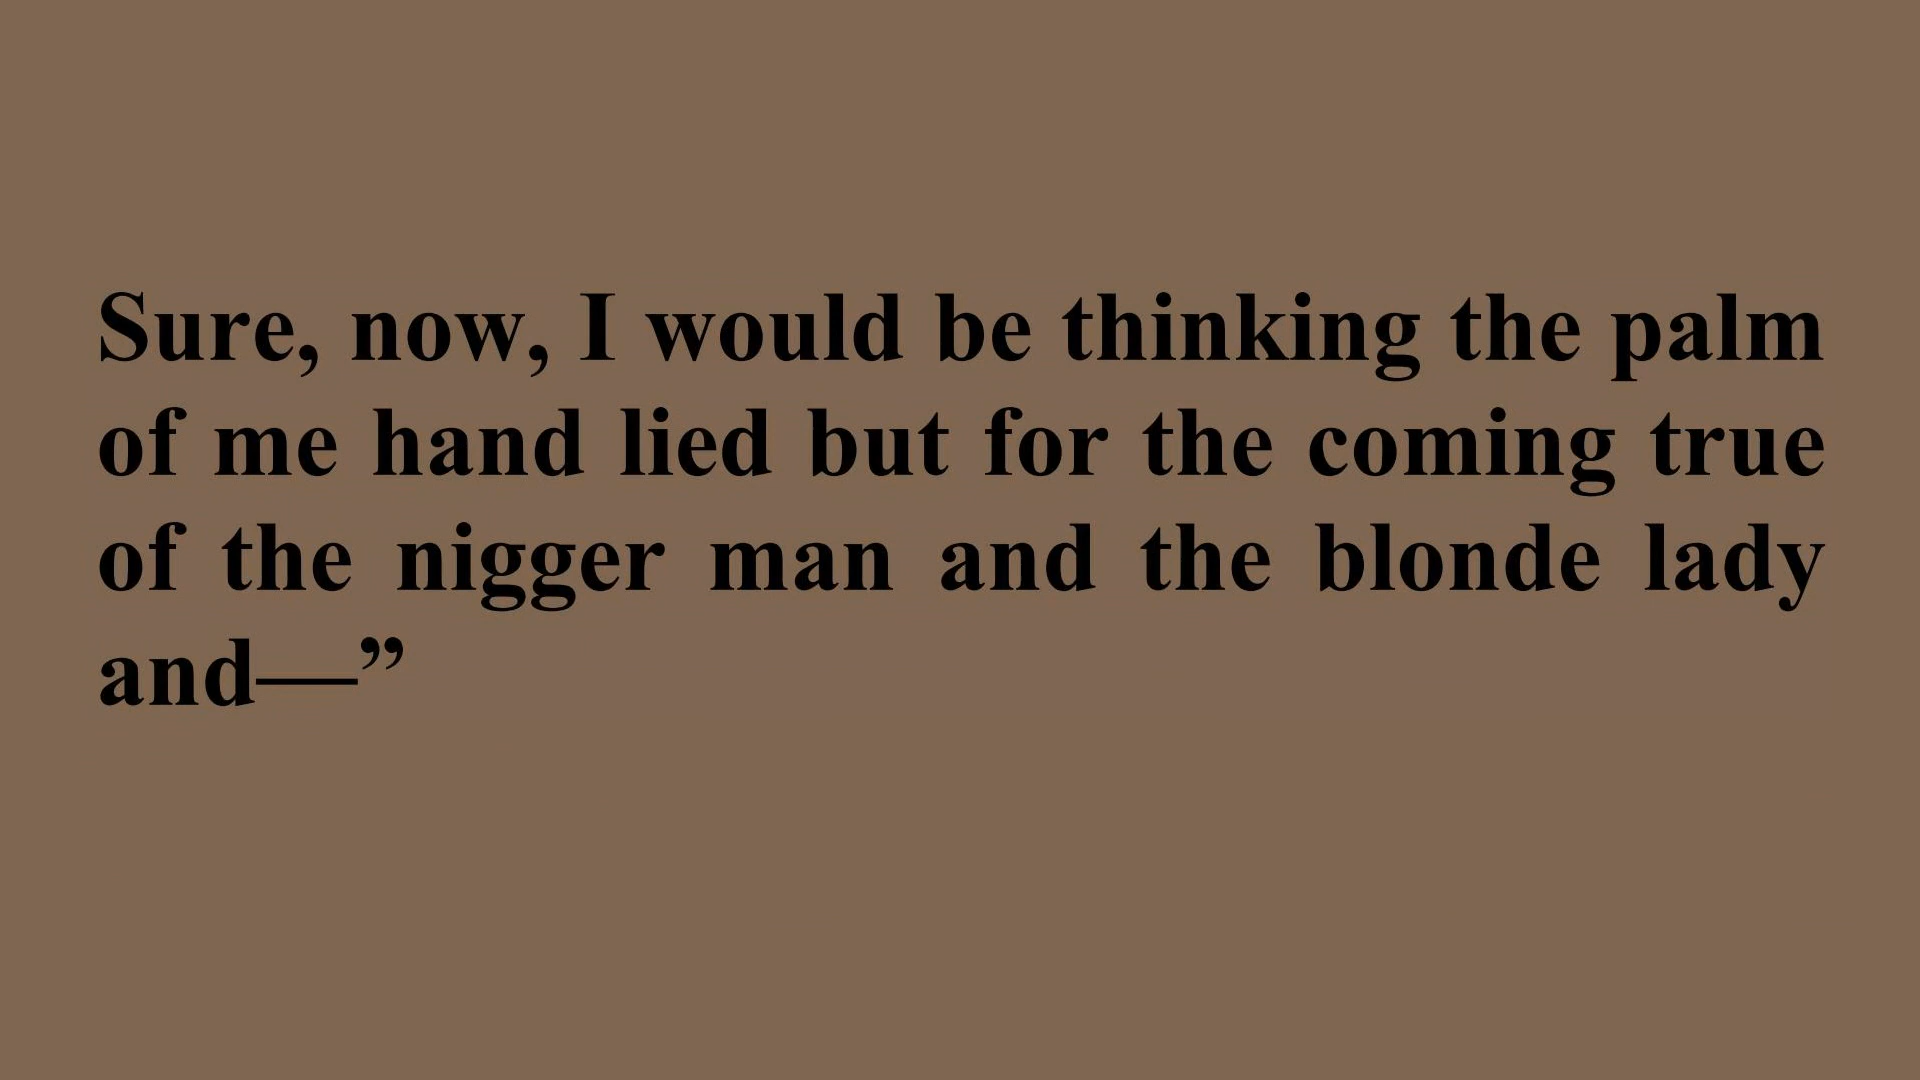 Sure, now, I would be thinking the palm
of me hand lied but for the coming true
of the nigger man and the blonde lady
and—”